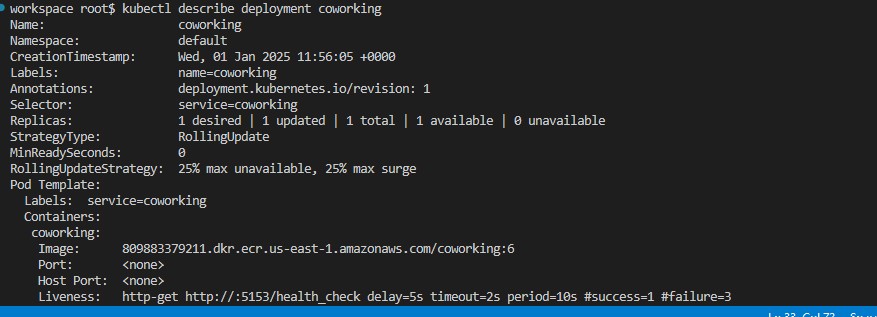 workspace root$ kubectl describe deployment coworking
Name:                   coworking
Namespace:              default
CreationTimestamp:      Wed, 01 Jan 2025 11:56:05 +0000
Labels:                 name=coworking
Annotations:            deployment.kubernetes.io/revision: 1
Selector:               service=coworking
Replicas:               1 desired | 1 updated | 1 total | 1 available | 0 unavailable
StrategyType:           RollingUpdate
MinReadySeconds:        0
RollingUpdateStrategy:  25% max unavailable, 25% max surge
Pod Template:
  Labels:  service=coworking
  Containers:
   coworking:
    Image:      809883379211.dkr.ecr.us-east-1.amazonaws.com/coworking:6
    Port:       <none>
    Host Port:  <none>
    Liveness:   http-get http://:5153/health_check delay=5s timeout=2s period=10s #success=1 #failure=3